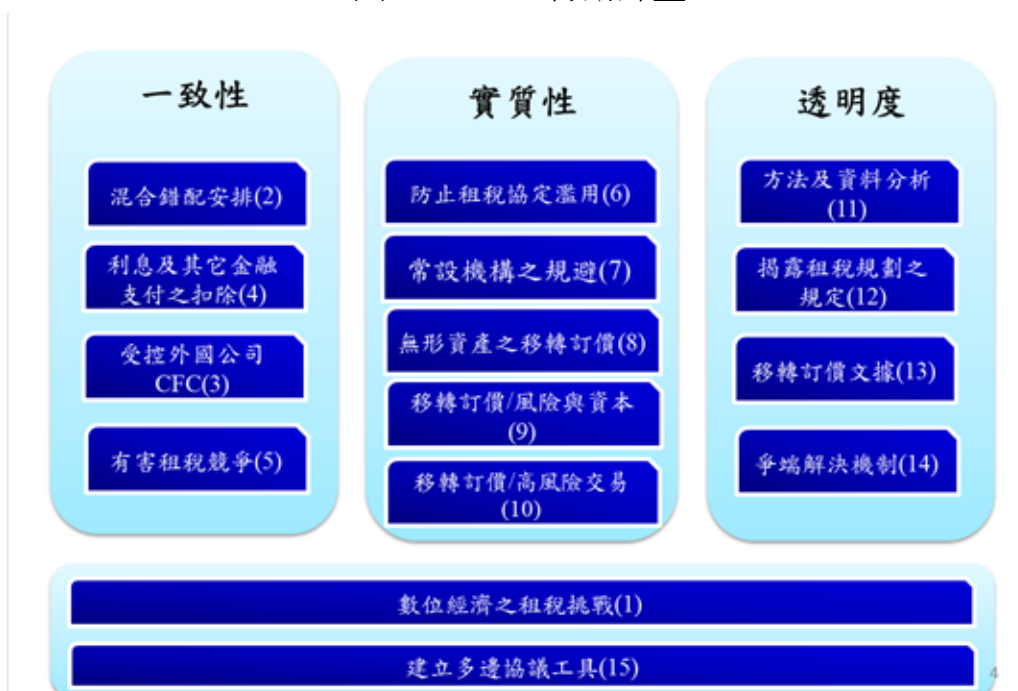 一致性
混合錯配安排(2)
利息及其它金融
支付之扣除(4)
受控外國公司
CFC(3)
有害租稅競爭(5)
實質性
防止租稅協定濫用(6)
常設機構之規避(7)
無形資產之移轉訂價(8)
移轉訂價/風險與資本
(9)
移轉訂價/高風險交易
(10)
透明度
方法及資料分析
(11)
揭露租稅規劃之
規定(12)
移轉訂價文據(13)
爭端解決機制(14)
數位經濟之租稅挑戰(1)
建立多邊協議工具(15)
4